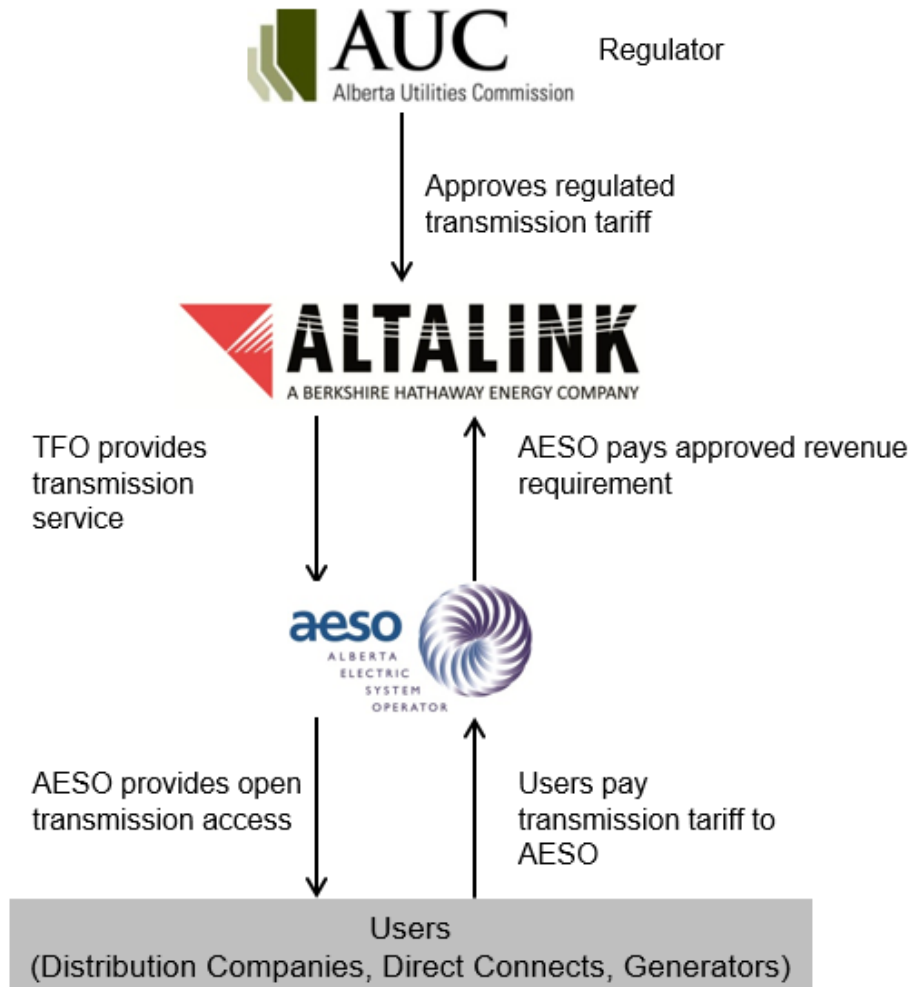 AUC
Regulator
Alberta Utilities Commission
Approves regulated
transmission tariff
ALTALINK
A BERKSHIRE HATHAWAY ENERGY COMPANY
TFO provides
transmission
service
AESO pays approved revenue
requirement
aeso
ALBERTA
ELECTRIC
SYSTEM
OPERATOR
AESO provides open
transmission access
Users pay
transmission tariff to
AESO
Users
(Distribution Companies, Direct Connects, Generators)